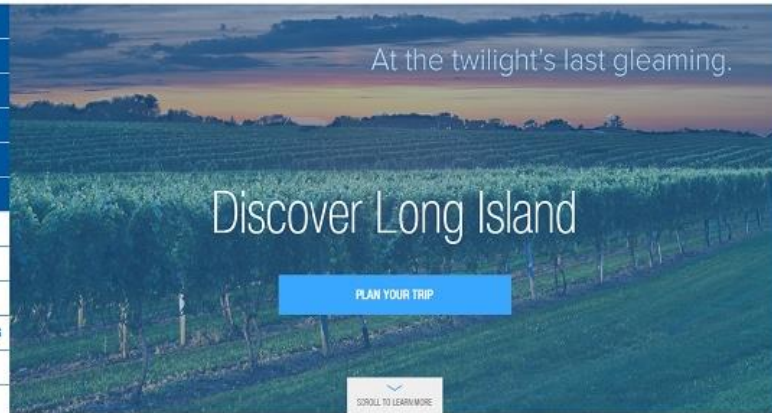 At the twilight's last gleaming.
Discover Long Island
PLAN YOUR TRIP
SCROLL TO LEARN MORE